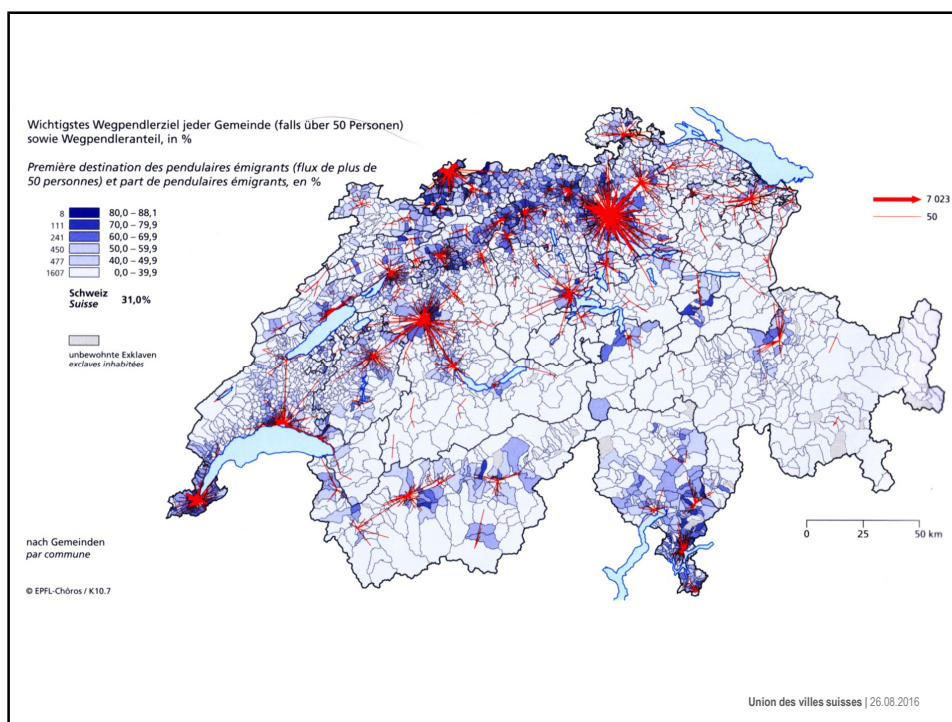 Wichtigstes Wegpendlerziel jeder Gemeinde (falls über 50 Personen)
sowie Wegpendleranteil, in %
Première destination des pendulaires émigrants (flux de plus de
50 personnes) et part de pendulaires émigrants, en %
8 80,0 – 88,1
111 70,0 – 79,9
241 60,0 – 69,9
450 50,0 – 59,9
477 40,0 – 49,9
1607 0,0 – 39,9
Schweiz
Suisse 31,0%
unbewohnte Exklaven
exclaves inhabitées
7 023
50
0 25 50 km
nach Gemeinden
par commune
© EPFL-Chôros / K10.7
Union des villes suisses | 26.08.2016